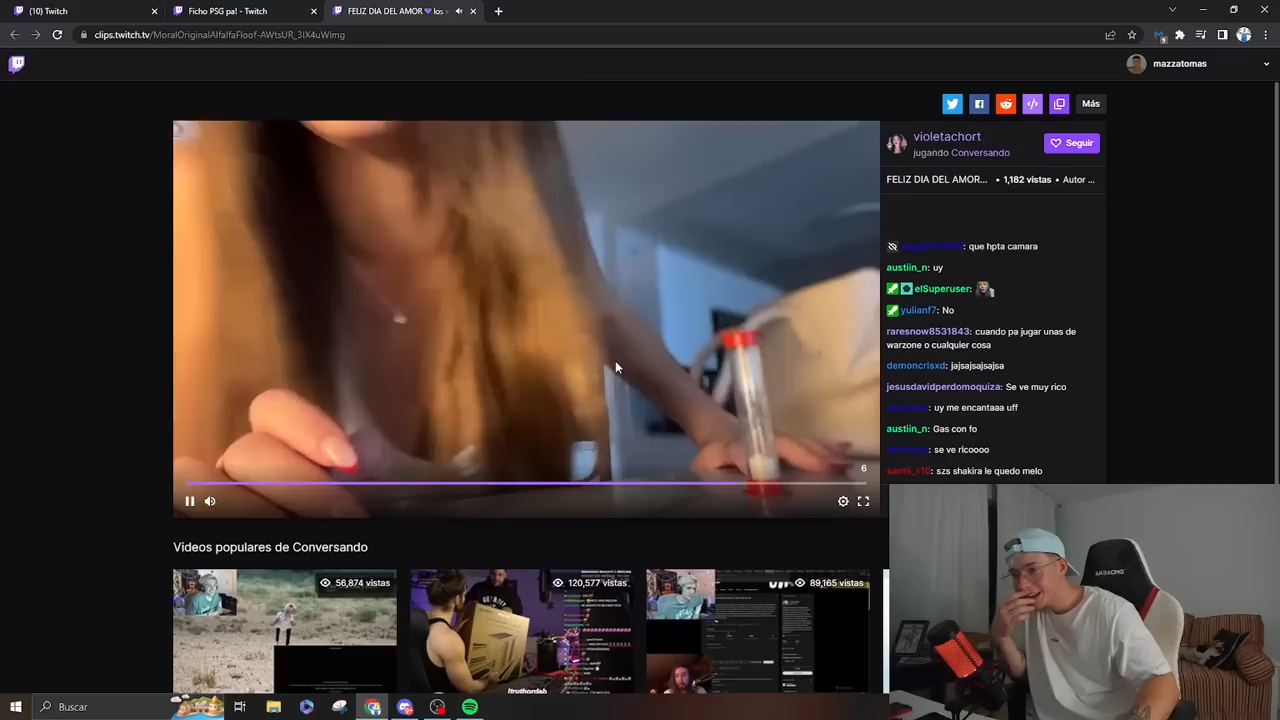 (10) Twitch
Ficho PSG pa! - Twitch
FELIZ DIA DEL AMOR 💜 los
clips.twitch.tv/MoralOriginalAlfalfaFloof-AWtsUR_3IX4uWImg
mazzatomas
Más
violetachort
jugando Conversando
Seguir
FELIZ DIA DEL AMOR... • 1,182 vistas • Autor ...
: que hpta camara
austiin_n: uy
elSuperuser:
yulianf7: No
raresnow8531843: cuando pa jugar unas de
warzone o cualquier cosa
demoncrisxd: jajsajsajsajsa
jesusdavidperdomoquiza: Se ve muy rico
: uy me encantaaa uff
austiin_n: Gas con fo
: se ve ricoooo
santii_r10: szs shakira le quedo melo
6
Videos populares de Conversando
56,874 vistas
120,577 vistas
89,165 vistas
AKRACING
Buscar